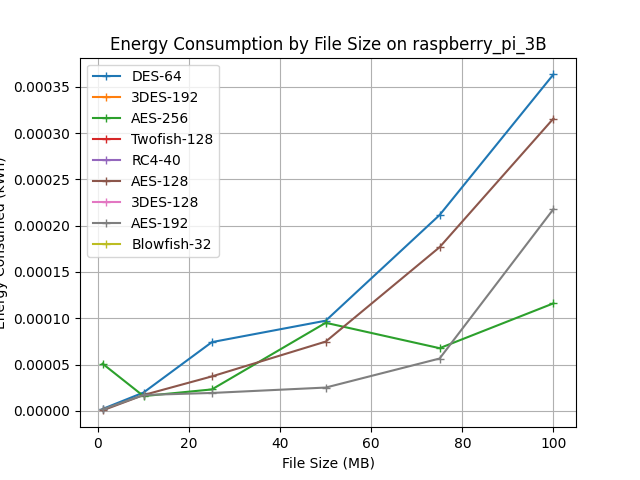 Energy Consumption by File Size on raspberry_pi_3B
DES-64
3DES-192
AES-256
Twofish-128
RC4-40
AES-128
3DES-128
AES-192
Blowfish-32
0.00035
0.00030
0.00025
0.00020
0.00015
0.00010
0.00005
0.00000
Energy Consumed (kWh)
0 20 40 60 80 100
File Size (MB)